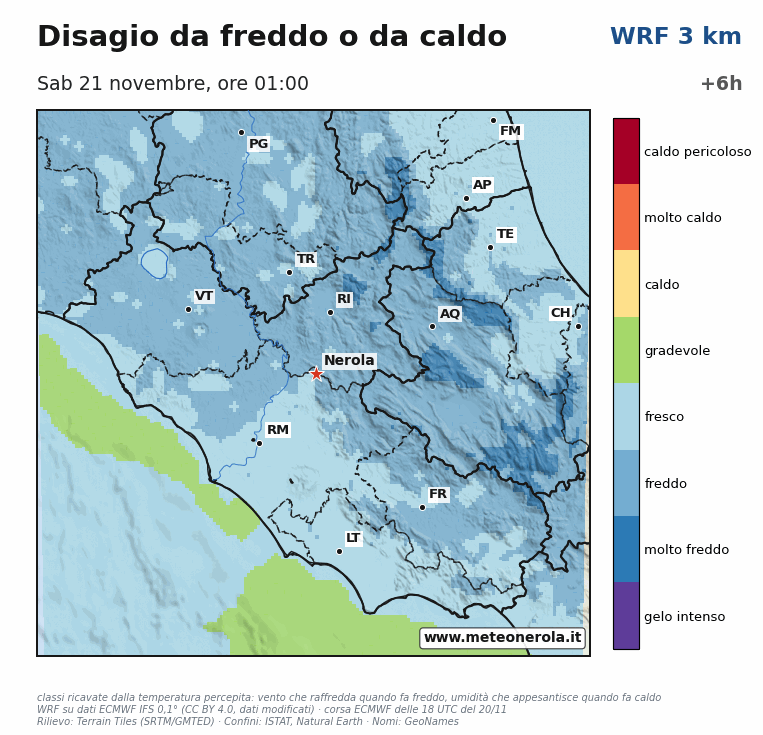 Disagio da freddo o da caldo
WRF 3 km
Sab 21 novembre, ore 01:00
+6h
FM
PG
AP
TE
TR
VT
RI
AQ
CH
Nerola
RM
FR
LT
www.meteonerola.it
caldo pericoloso
molto caldo
caldo
gradevole
fresco
freddo
molto freddo
gelo intenso
classi ricavate dalla temperatura percepita: vento che raffredda quando fa freddo, umidità che appesantisce quando fa caldo
WRF su dati ECMWF IFS 0,1° (CC BY 4.0, dati modificati) · corsa ECMWF delle 18 UTC del 20/11
Rilievo: Terrain Tiles (SRTM/GMTED) · Confini: ISTAT, Natural Earth · Nomi: GeoNames